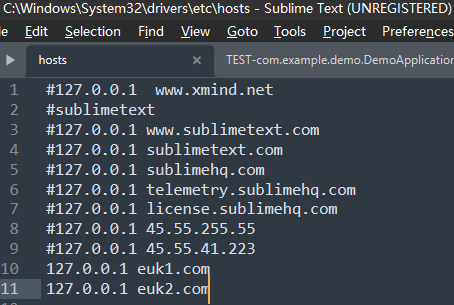 C:\Windows\System32\drivers\etc\hosts - Sublime Text (UNREGISTERED)
File Edit Selection Find View Goto Tools Project Preferences
hosts × TEST-com.example.demo.DemoApplication
1 #127.0.0.1  www.xmind.net
2 #sublimetext
3 #127.0.0.1 www.sublimetext.com
4 #127.0.0.1 sublimetext.com
5 #127.0.0.1 sublimehq.com
6 #127.0.0.1 telemetry.sublimehq.com
7 #127.0.0.1 license.sublimehq.com
8 #127.0.0.1 45.55.255.55
9 #127.0.0.1 45.55.41.223
10 127.0.0.1 euk1.com
11 127.0.0.1 euk2.com